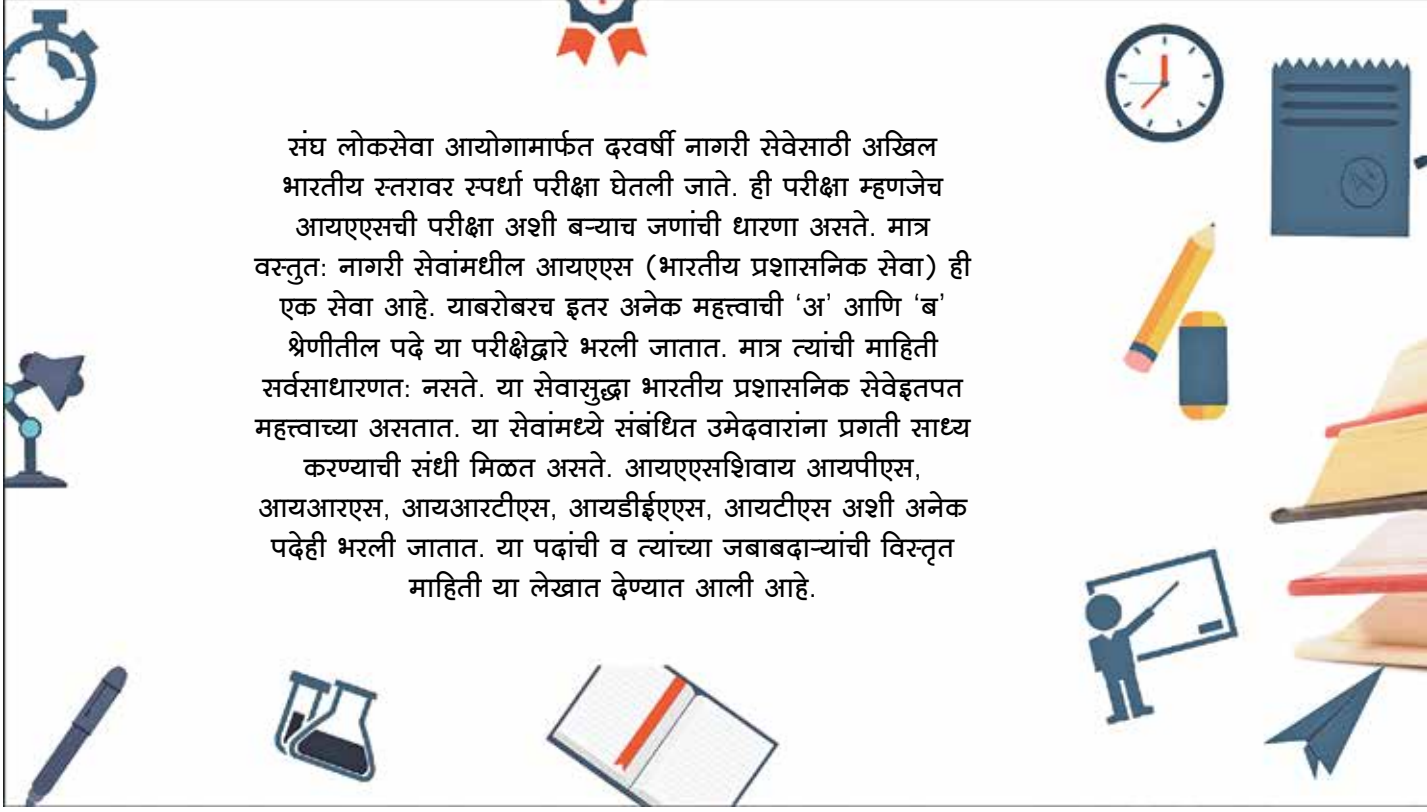 संघ लोकसेवा आयोगामार्फत दरवर्षी नागरी सेवेसाठी अखिल
भारतीय स्तरावर स्पर्धा परीक्षा घेतली जाते. ही परीक्षा म्हणजेच
आयएएसची परीक्षा अशी बऱ्याच जणांची धारणा असते. मात्र
वस्तुत: नागरी सेवांमधील आयएएस (भारतीय प्रशासनिक सेवा) ही
एक सेवा आहे. याबरोबरच इतर अनेक महत्त्वाची ‘अ’ आणि ‘ब’
श्रेणीतील पदे या परीक्षेद्वारे भरली जातात. मात्र त्यांची माहिती
सर्वसाधारणत: नसते. या सेवासुद्धा भारतीय प्रशासनिक सेवेइतपत
महत्त्वाच्या असतात. या सेवांमध्ये संबंधित उमेदवारांना प्रगती साध्य
करण्याची संधी मिळत असते. आयएएसशिवाय आयपीएस,
आयआरएस, आयआरटीएस, आयडीईएएस, आयटीएस अशी अनेक
पदेही भरली जातात. या पदांची व त्यांच्या जबाबदाऱ्यांची विस्तृत
माहिती या लेखात देण्यात आली आहे.